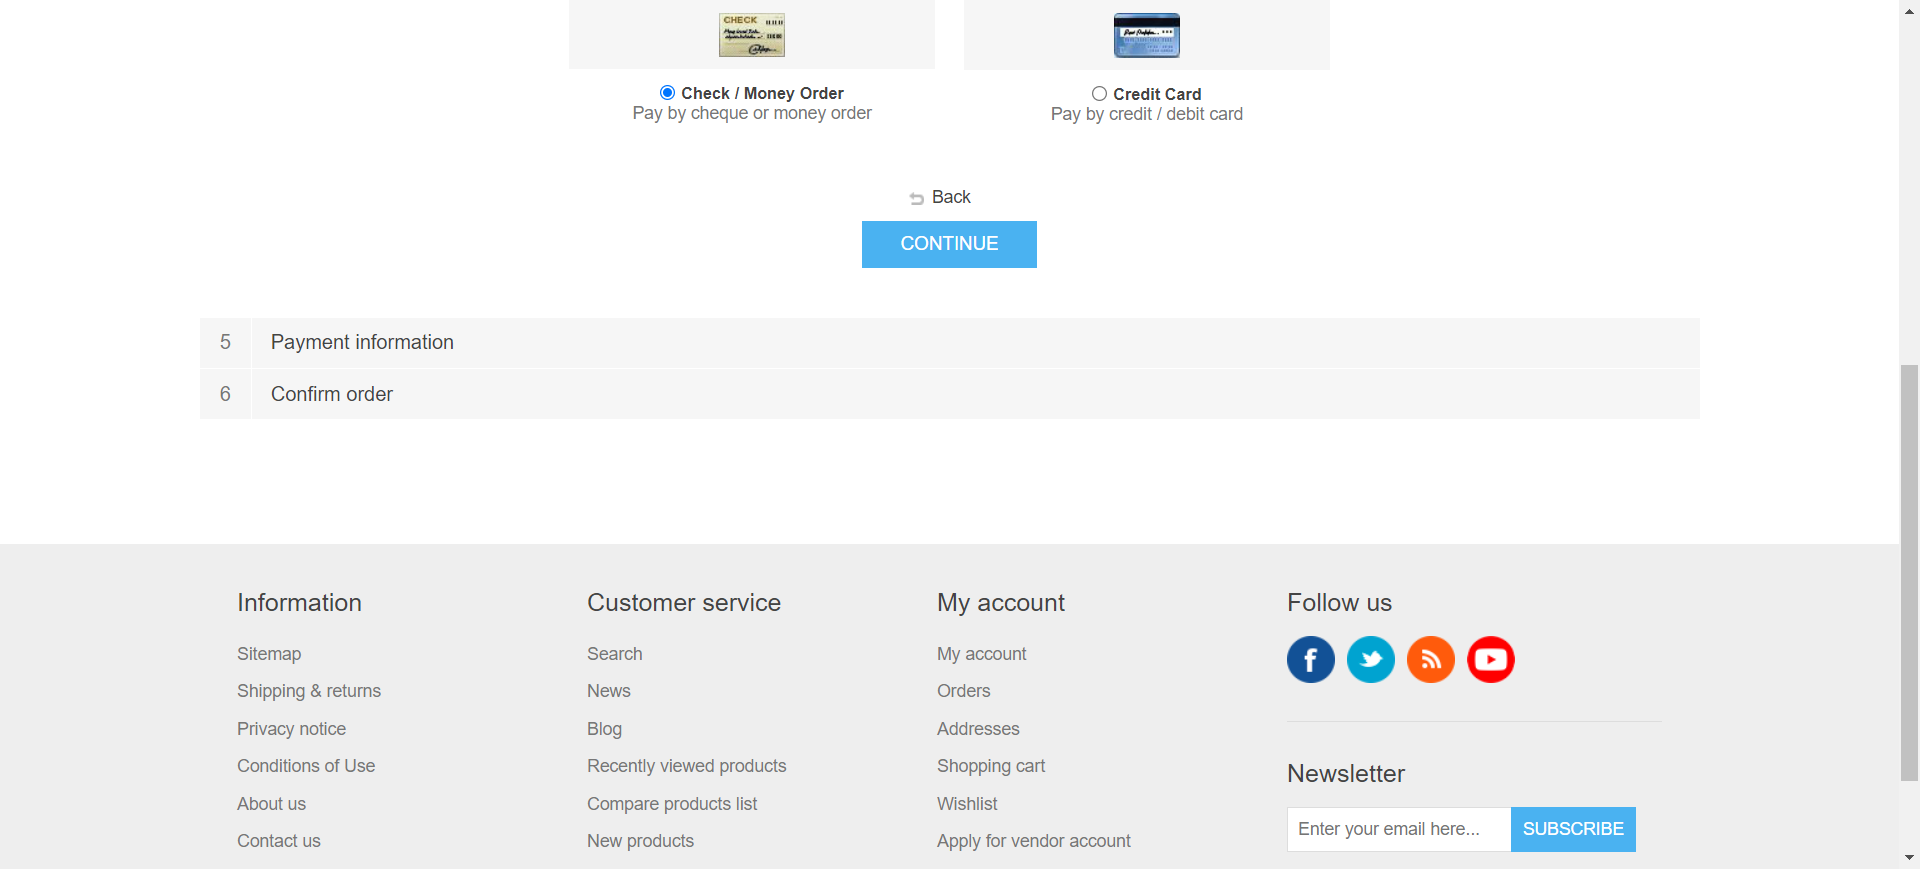 CHECK
Check / Money Order
Pay by cheque or money order
Credit Card
Pay by credit / debit card
Back
CONTINUE
5 Payment information
6 Confirm order
Information
Sitemap
Shipping & returns
Privacy notice
Conditions of Use
About us
Contact us
Customer service
Search
News
Blog
Recently viewed products
Compare products list
New products
My account
My account
Orders
Addresses
Shopping cart
Wishlist
Apply for vendor account
Follow us
Newsletter
Enter your email here...
SUBSCRIBE